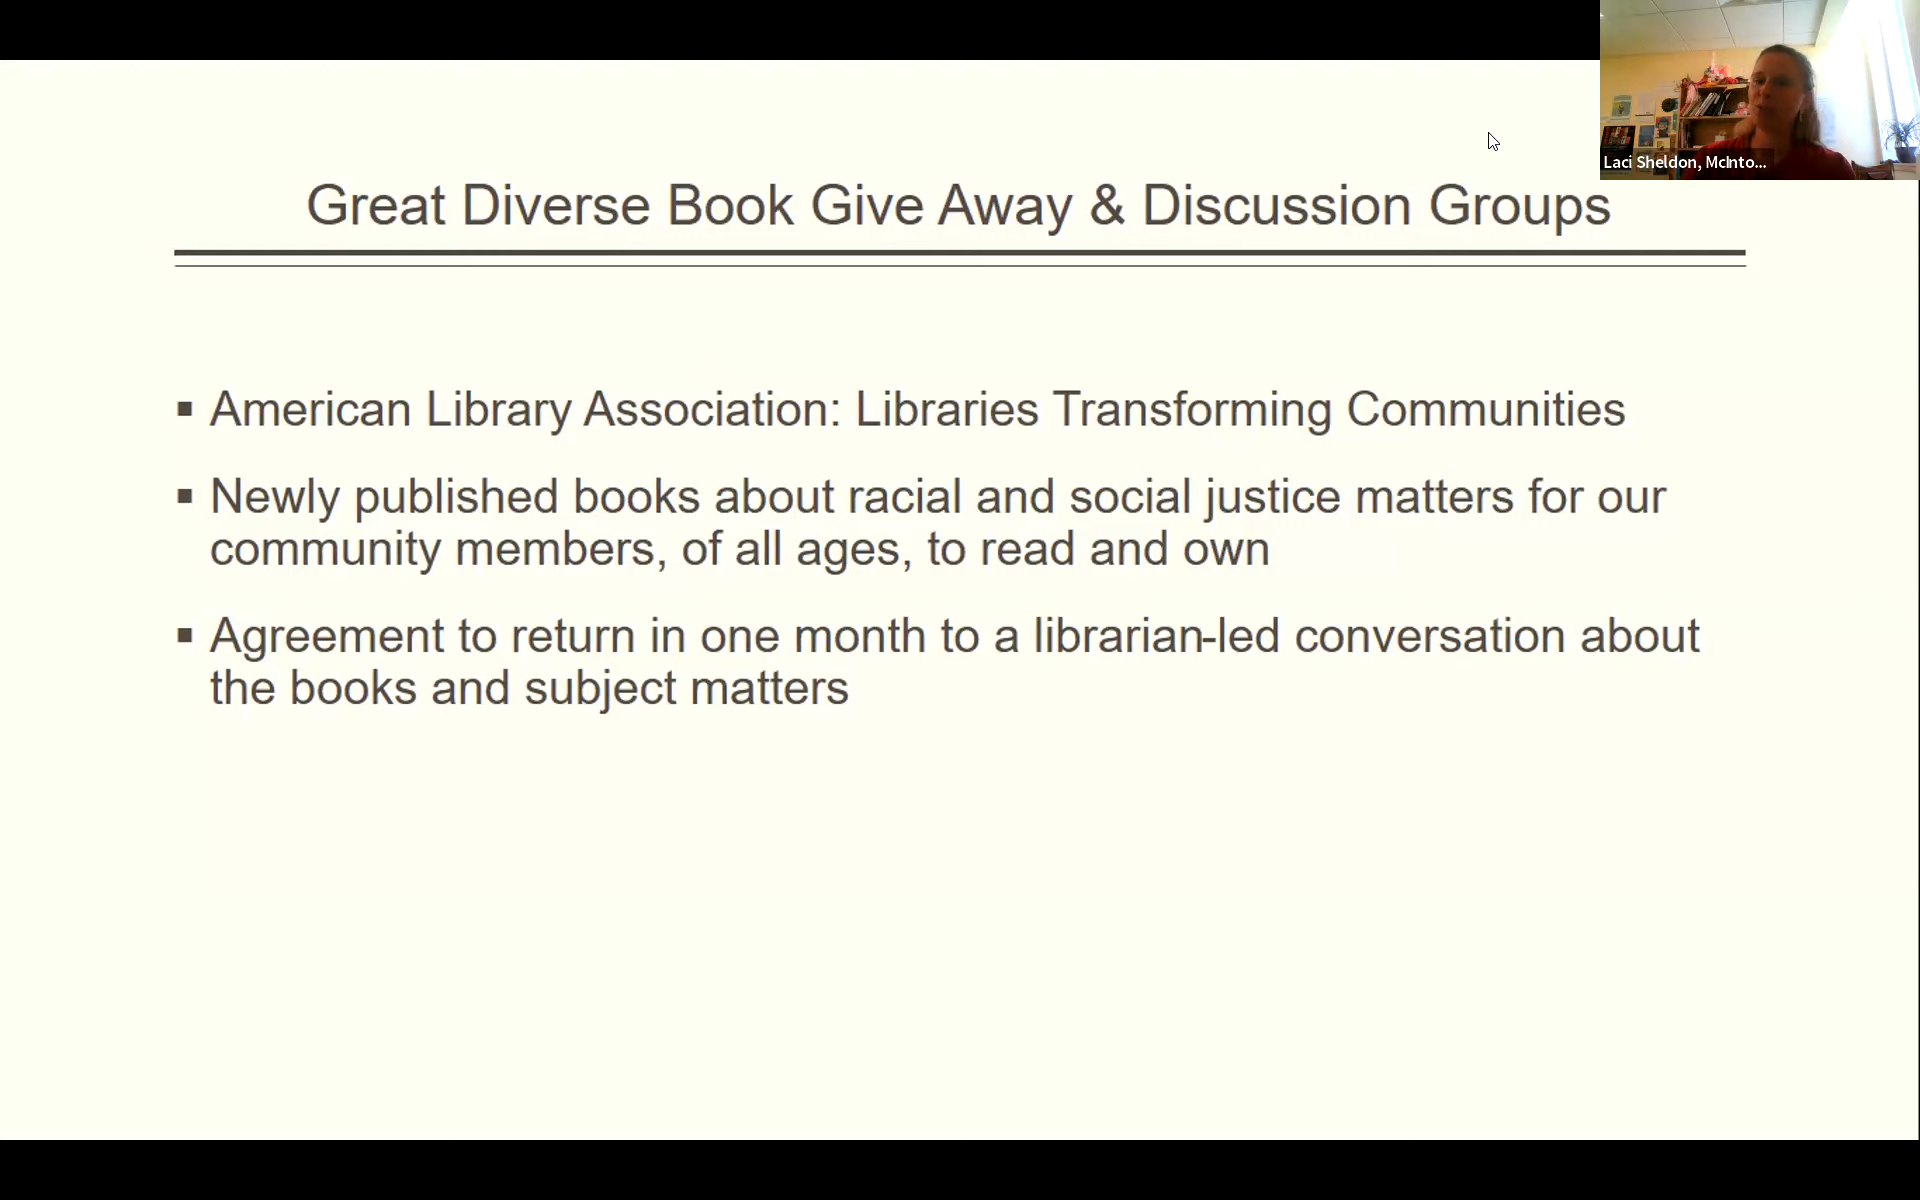 Laci Sheldon, McInto...
Great Diverse Book Give Away & Discussion Groups
▪ American Library Association: Libraries Transforming Communities
▪ Newly published books about racial and social justice matters for our
community members, of all ages, to read and own
▪ Agreement to return in one month to a librarian-led conversation about
the books and subject matters